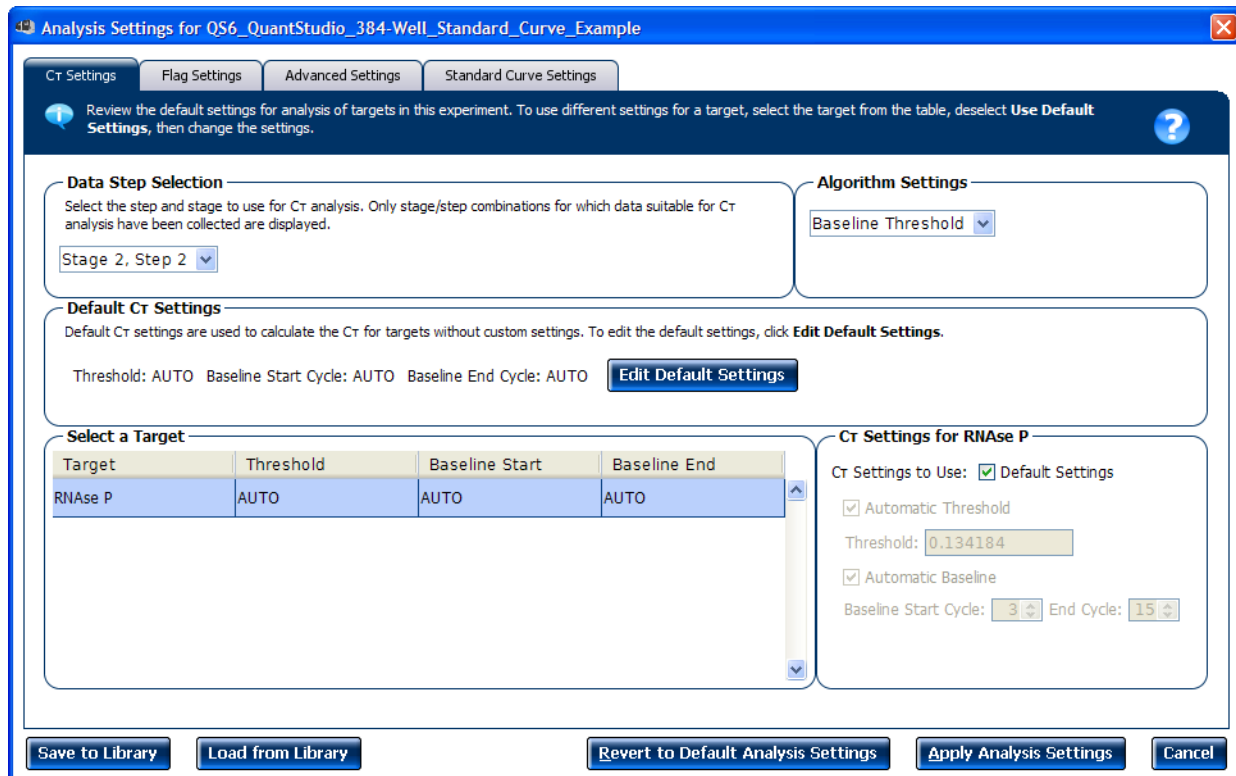 Analysis Settings for QS6_QuantStudio_384-Well_Standard_Curve_Example
Cᴛ Settings
Flag Settings
Advanced Settings
Standard Curve Settings
Review the default settings for analysis of targets in this experiment. To use different settings for a target, select the target from the table, deselect Use Default
Settings, then change the settings.
Data Step Selection
Select the step and stage to use for Cᴛ analysis. Only stage/step combinations for which data suitable for Cᴛ
analysis have been collected are displayed.
Stage 2, Step 2
Algorithm Settings
Baseline Threshold
Default Cᴛ Settings
Default Cᴛ settings are used to calculate the Cᴛ for targets without custom settings. To edit the default settings, click Edit Default Settings.
Threshold: AUTO Baseline Start Cycle: AUTO Baseline End Cycle: AUTO Edit Default Settings
Select a Target
Target Threshold Baseline Start Baseline End
RNAse P AUTO AUTO AUTO
Cᴛ Settings for RNAse P
Cᴛ Settings to Use: Default Settings
Automatic Threshold
Threshold: 0.134184
Automatic Baseline
Baseline Start Cycle: 3 End Cycle: 15
Save to Library
Load from Library
Revert to Default Analysis Settings
Apply Analysis Settings
Cancel